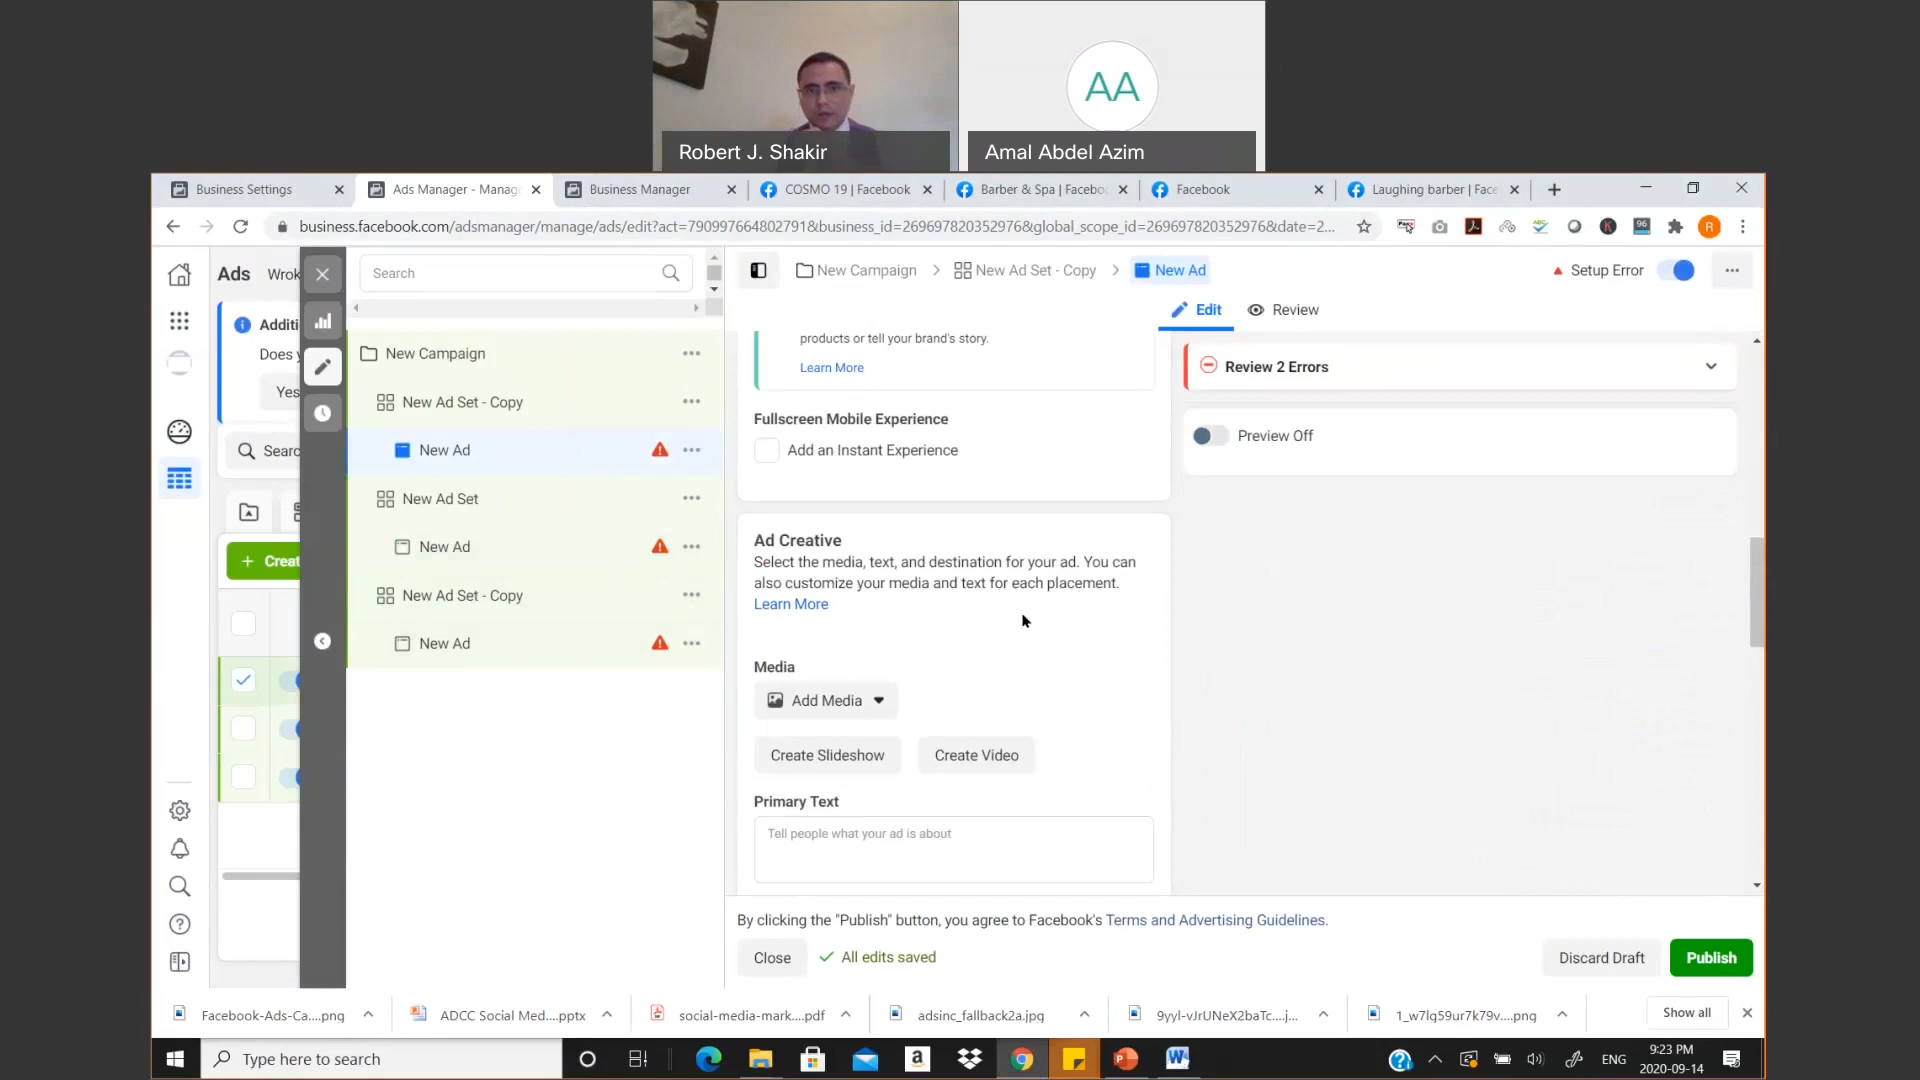 AA
Robert J. Shakir
Amal Abdel Azim
Business Settings
Ads Manager - Manag
Business Manager
COSMO 19 | Facebook
Barber & Spa | Facebo
Facebook
Laughing barber | Face
business.facebook.com/adsmanager/manage/ads/edit?act=790997664802791&business_id=269697820352976&global_scope_id=269697820352976&date=2...
96
R
Ads
Wrok
Additi
Does y
Yes
Searc
+ Creat
Search
New Campaign
New Ad Set - Copy
New Ad
New Ad Set
New Ad
New Ad Set - Copy
New Ad
New Campaign > New Ad Set - Copy > New Ad
Setup Error
Edit
Review
products or tell your brand's story.
Learn More
Fullscreen Mobile Experience
Add an Instant Experience
Ad Creative
Select the media, text, and destination for your ad. You can
also customize your media and text for each placement.
Learn More
Media
Add Media
Create Slideshow
Create Video
Primary Text
Tell people what your ad is about
Review 2 Errors
Preview Off
By clicking the "Publish" button, you agree to Facebook's Terms and Advertising Guidelines.
Close
All edits saved
Discard Draft
Publish
Facebook-Ads-Ca....png
ADCC Social Med....pptx
social-media-mark....pdf
adsinc_fallback2a.jpg
9yyl-vJrUNeX2baTc....j...
1_w7lg59ur7k79v....png
Show all
Type here to search
ENG
9:23 PM
2020-09-14